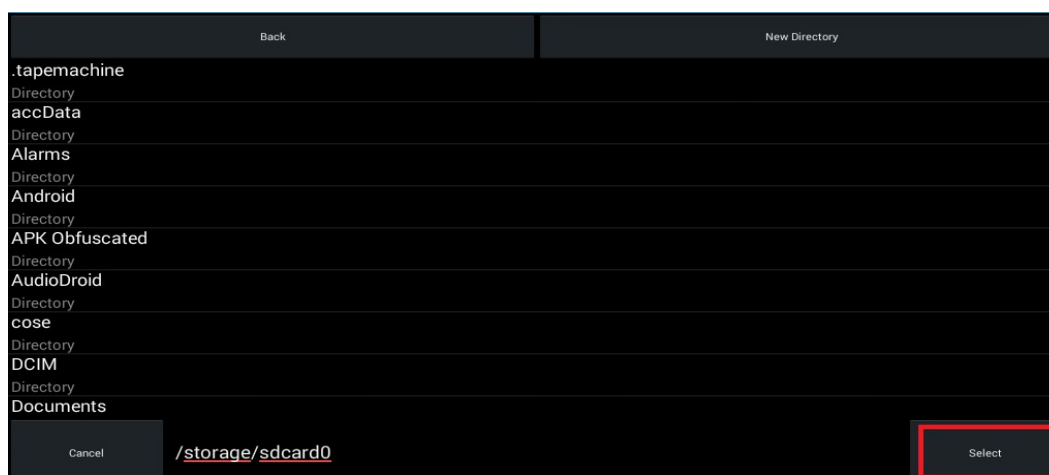 Back
New Directory
.tapemachine
Directory
accData
Directory
Alarms
Directory
Android
Directory
APK Obfuscated
Directory
AudioDroid
Directory
cose
Directory
DCIM
Directory
Documents
Cancel
/storage/sdcard0
Select